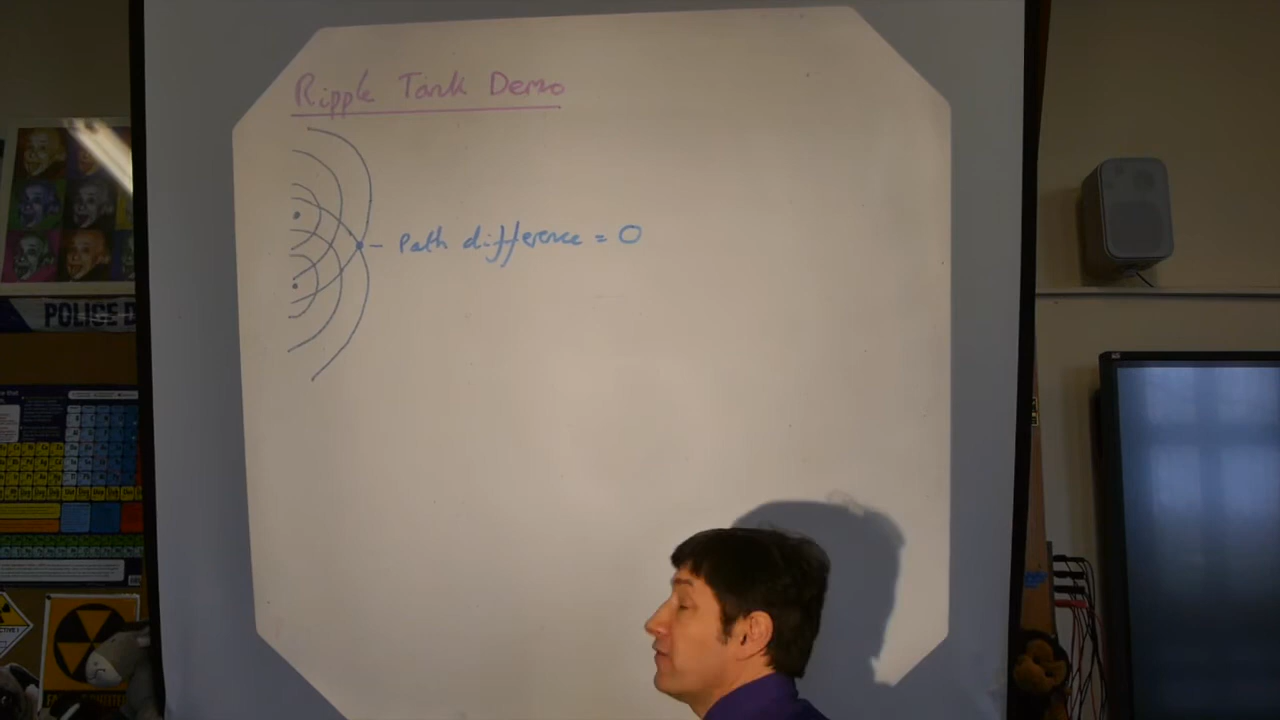 Ripple Tank Demo
Path difference = 0
POLICE D